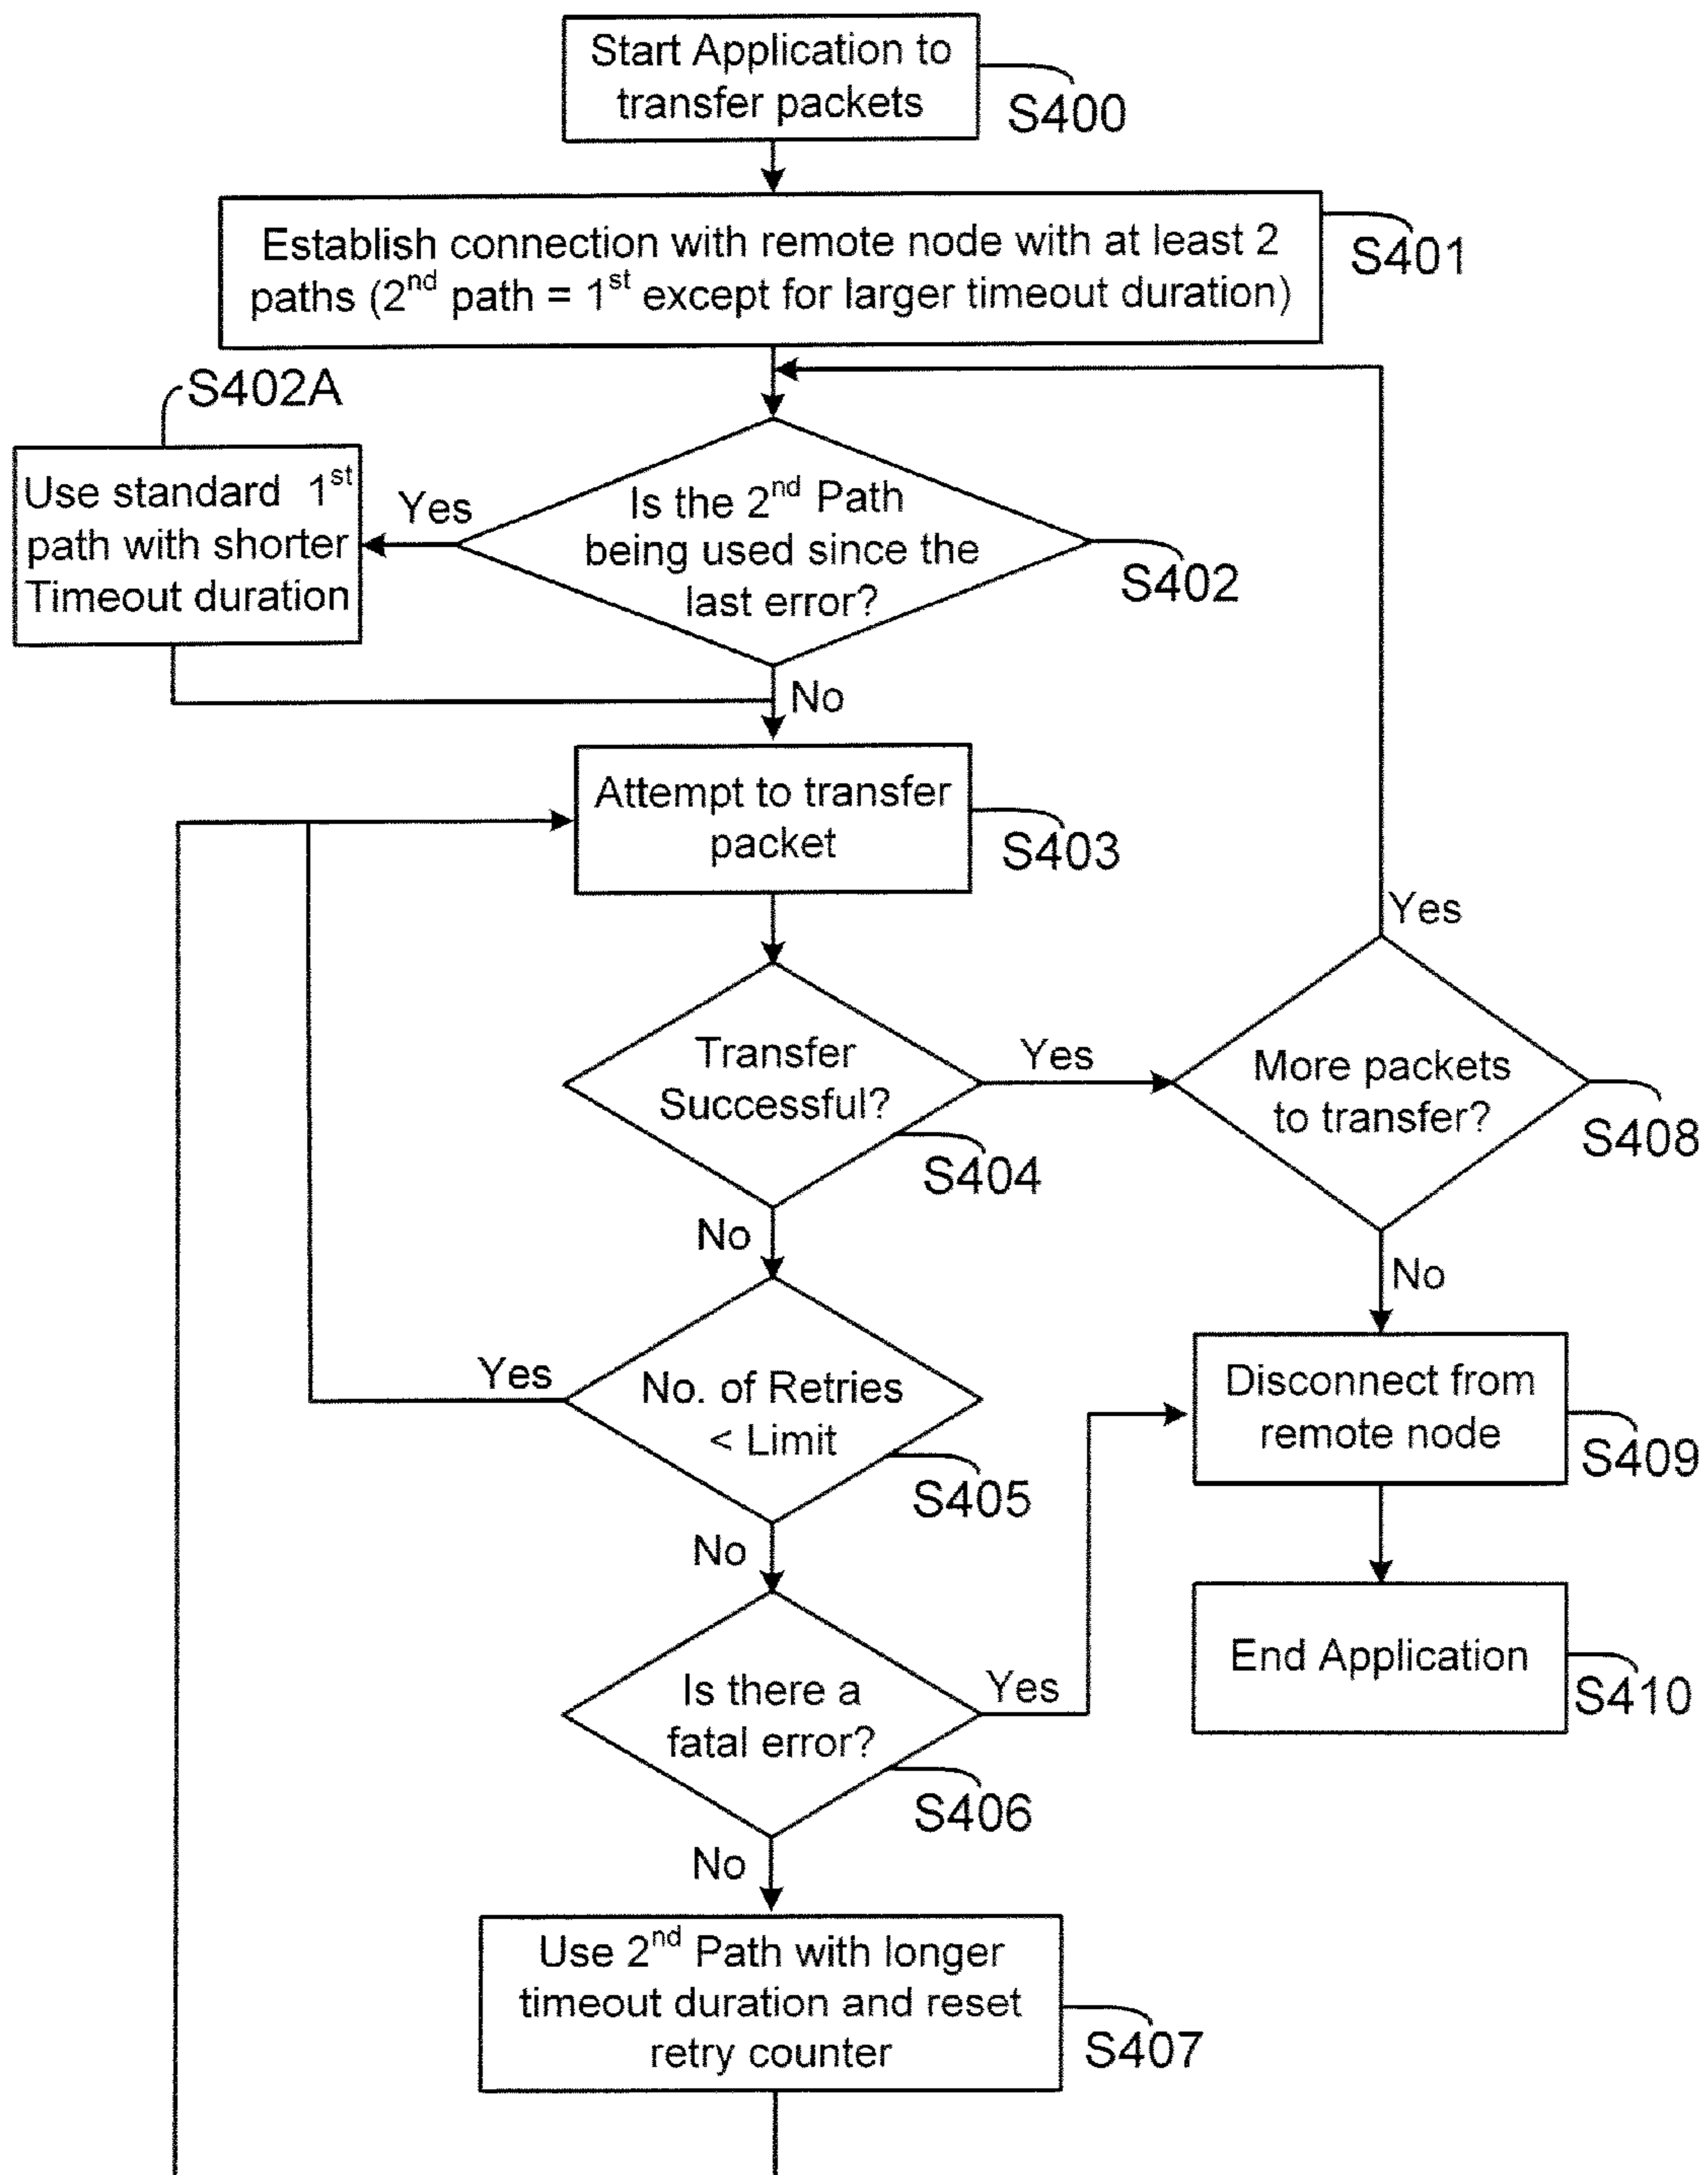 Start Application to
transfer packets
S400
Establish connection with remote node with at least 2
paths (2nd path = 1st except for larger timeout duration)
S401
S402A
Use standard 1st
path with shorter
Timeout duration
Yes
Is the 2nd Path
being used since the
last error?
S402
No
Attempt to transfer
packet
S403
Yes
Transfer
Successful?
Yes
S404
More packets
to transfer?
S408
No
No
Yes
No. of Retries
< Limit
S405
Disconnect from
remote node
S409
No
Is there a
fatal error?
Yes
S406
End Application
S410
No
Use 2nd Path with longer
timeout duration and reset
retry counter
S407